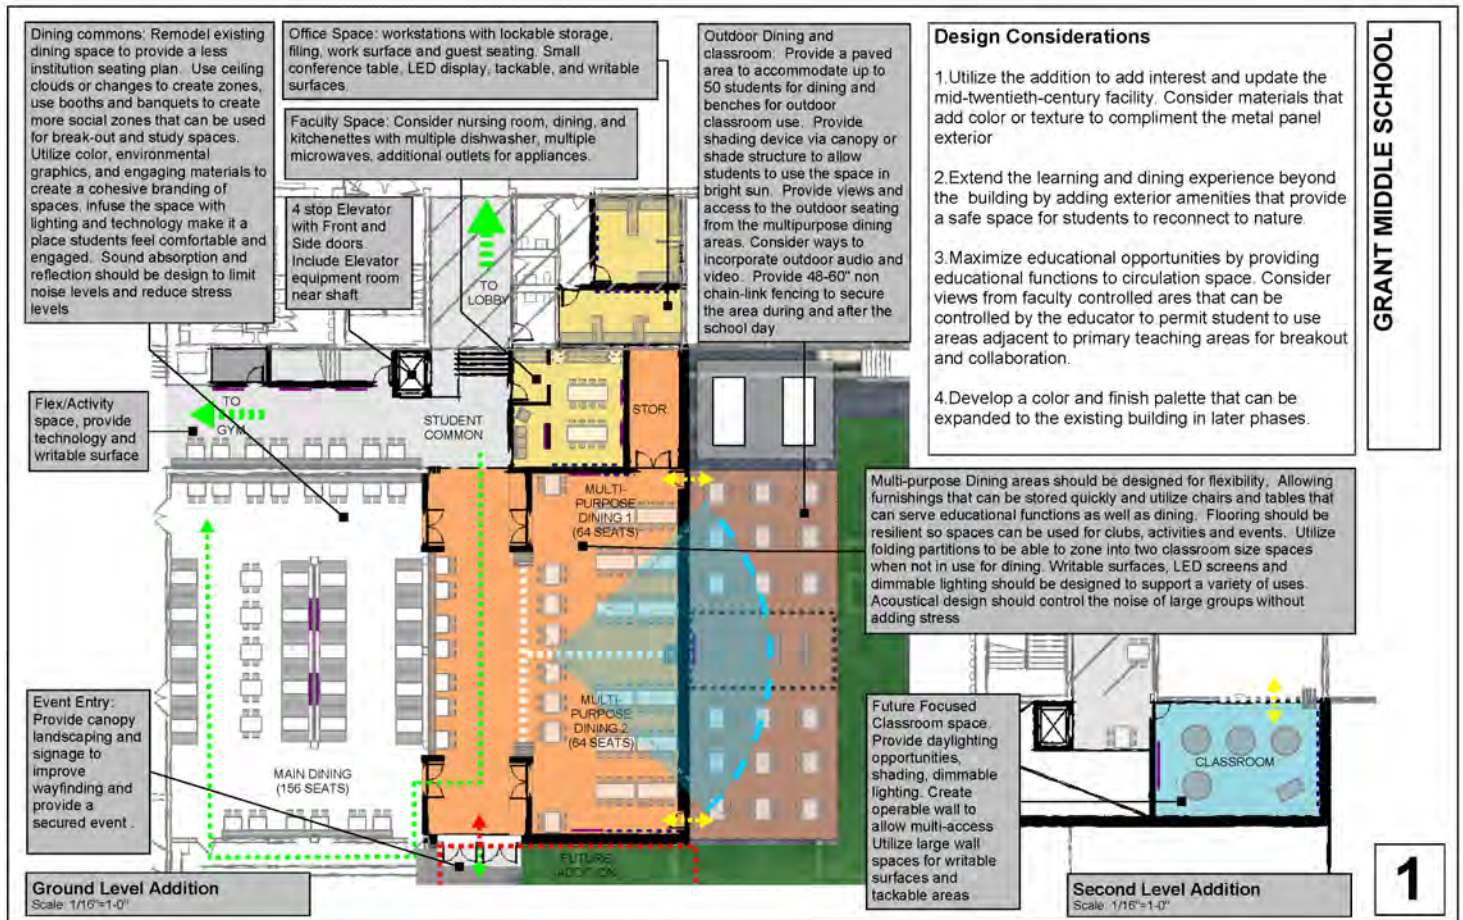 Dining commons: Remodel existing
dining space to provide a less
institution seating plan. Use ceiling
clouds or changes to create zones,
use booths and banquets to create
more social zones that can be used
for break-out and study spaces.
Utilize color, environmental
graphics, and engaging materials to
create a cohesive branding of
spaces. infuse the space with
lighting and technology make it a
place students feel comfortable and
engaged. Sound absorption and
reflection should be design to limit
noise levels and reduce stress
levels
Office Space: workstations with lockable storage,
filing, work surface and guest seating. Small
conference table, LED display, tackable, and writable
surfaces.
Faculty Space: Consider nursing room, dining, and
kitchenettes with multiple dishwasher, multiple
microwaves, additional outlets for appliances.
4 stop Elevator
with Front and
Side doors.
Include Elevator
equipment room
near shaft
Outdoor Dining and
classroom: Provide a paved
area to accommodate up to
50 students for dining and
benches for outdoor
classroom use. Provide
shading device via canopy or
shade structure to allow
students to use the space in
bright sun. Provide views and
access to the outdoor seating
from the multipurpose dining
areas. Consider ways to
incorporate outdoor audio and
video. Provide 48-60" non
chain-link fencing to secure
the area during and after the
school day
Design Considerations
1.Utilize the addition to add interest and update the
mid-twentieth-century facility. Consider materials that
add color or texture to compliment the metal panel
exterior
2.Extend the learning and dining experience beyond
the building by adding exterior amenities that provide
a safe space for students to reconnect to nature.
3.Maximize educational opportunities by providing
educational functions to circulation space. Consider
views from faculty controlled ares that can be
controlled by the educator to permit student to use
areas adjacent to primary teaching areas for breakout
and collaboration.
4.Develop a color and finish palette that can be
expanded to the existing building in later phases.
GRANT MIDDLE SCHOOL
TO
LOBBY
Flex/Activity
space, provide
technology and
writable surface
TO
GYM
STUDENT
COMMON
STOR.
MULTI-
PURPOSE
DINING 1
(64 SEATS)
Multi-purpose Dining areas should be designed for flexibility. Allowing
furnishings that can be stored quickly and utilize chairs and tables that
can serve educational functions as well as dining. Flooring should be
resilient so spaces can be used for clubs, activities and events. Utilize
folding partitions to be able to zone into two classroom size spaces
when not in use for dining. Writable surfaces, LED screens and
dimmable lighting should be designed to support a variety of uses.
Acoustical design should control the noise of large groups without
adding stress
Event Entry:
Provide canopy
landscaping and
signage to
improve
wayfinding and
provide a
secured event .
MAIN DINING
(156 SEATS)
MULTI-
PURPOSE
DINING 2
(64 SEATS)
FUTURE
ADDITION
Future Focused
Classroom space.
Provide daylighting
opportunities,
shading, dimmable
lighting. Create
operable wall to
allow multi-access
Utilize large wall
spaces for writable
surfaces and
tackable areas
CLASSROOM
Ground Level Addition
Scale: 1/16"=1-0"
Second Level Addition
Scale: 1/16"=1-0"
1